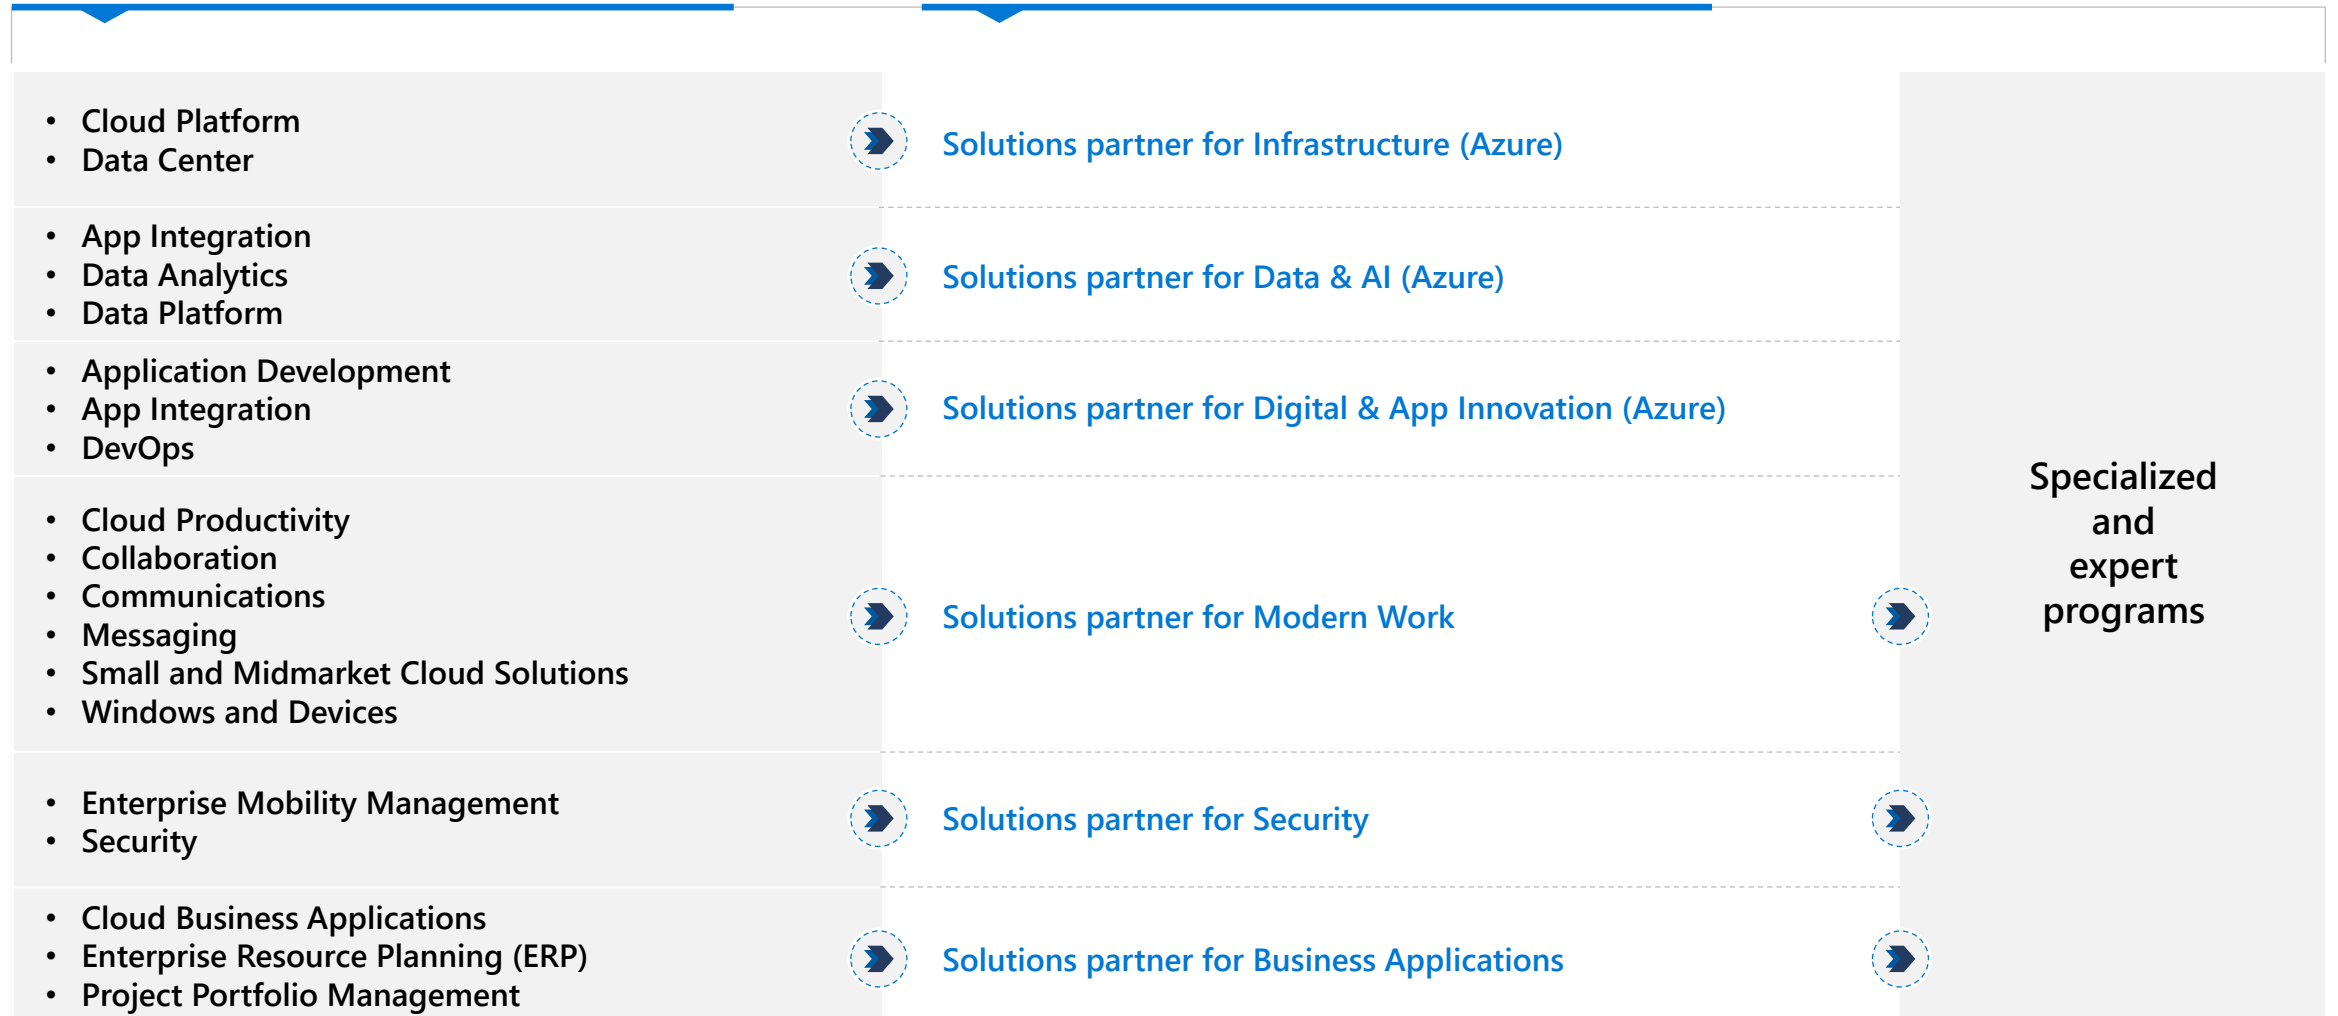 • Cloud Platform
• Data Center
Solutions partner for Infrastructure (Azure)
• App Integration
• Data Analytics
• Data Platform
Solutions partner for Data & AI (Azure)
• Application Development
• App Integration
• DevOps
Solutions partner for Digital & App Innovation (Azure)
• Cloud Productivity
• Collaboration
• Communications
• Messaging
• Small and Midmarket Cloud Solutions
• Windows and Devices
Solutions partner for Modern Work
• Enterprise Mobility Management
• Security
Solutions partner for Security
• Cloud Business Applications
• Enterprise Resource Planning (ERP)
• Project Portfolio Management
Solutions partner for Business Applications
Specialized
and
expert
programs